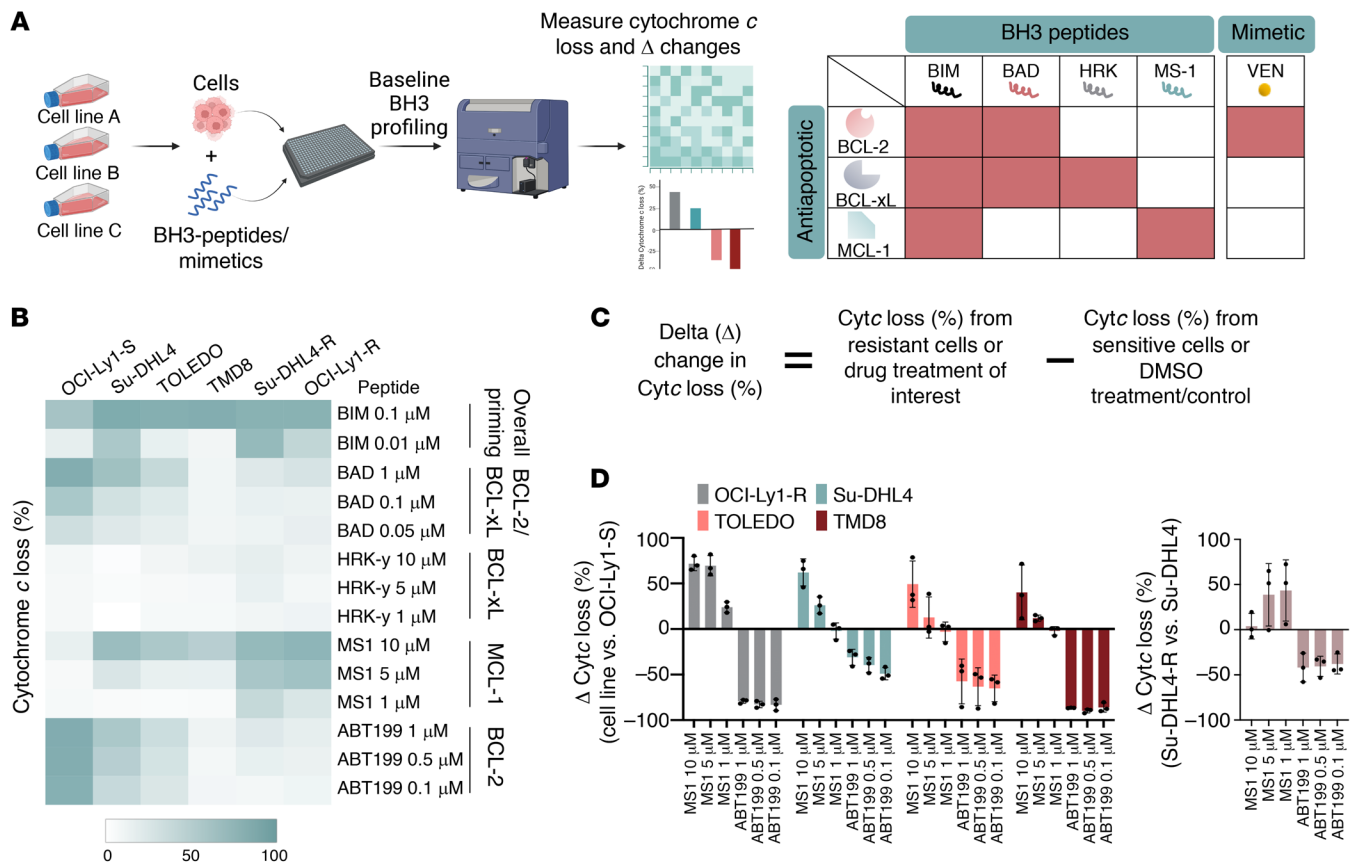 A
Cell line A
Cell line B
Cell line C
Cells
+
BH3-peptides/
mimetics
Baseline
BH3
profiling
Measure cytochrome c
loss and Δ changes
Delta Cytochrome c loss (%)
50
25
0
-25
BH3 peptides
Mimetic
BIM
BAD
HRK
MS-1
VEN
Antiapoptotic
BCL-2
BCL-xL
MCL-1
B
OCI-Ly1-S
Su-DHL4
TOLEDO
TMD8
Su-DHL4-R
OCI-Ly1-R
Peptide
Cytochrome c loss (%)
BIM 0.1 μM
BIM 0.01 μM
BAD 1 μM
BAD 0.1 μM
BAD 0.05 μM
HRK-y 10 μM
HRK-y 5 μM
HRK-y 1 μM
MS1 10 μM
MS1 5 μM
MS1 1 μM
ABT199 1 μM
ABT199 0.5 μM
ABT199 0.1 μM
Overall
priming
BCL-2/
BCL-xL
BCL-xL
MCL-1
BCL-2
0
50
100
C
Delta (Δ)
change in
Cytc loss (%)
=
Cytc loss (%) from
resistant cells or
drug treatment of
interest
–
Cytc loss (%) from
sensitive cells or
DMSO
treatment/control
D
OCI-Ly1-R
Su-DHL4
TOLEDO
TMD8
Δ Cytc loss (%)
(cell line vs. OCI-Ly1-S)
100
50
0
−50
−100
MS1 10 μM
MS1 5 μM
MS1 1 μM
ABT199 1 μM
ABT199 0.5 μM
ABT199 0.1 μM
MS1 10 μM
MS1 5 μM
MS1 1 μM
ABT199 1 μM
ABT199 0.5 μM
ABT199 0.1 μM
MS1 10 μM
MS1 5 μM
MS1 1 μM
ABT199 1 μM
ABT199 0.5 μM
ABT199 0.1 μM
MS1 10 μM
MS1 5 μM
MS1 1 μM
ABT199 1 μM
ABT199 0.5 μM
ABT199 0.1 μM
Δ Cytc loss (%)
(Su-DHL4-R vs. Su-DHL4)
100
50
0
−50
−100
MS1 10 μM
MS1 5 μM
MS1 1 μM
ABT199 1 μM
ABT199 0.5 μM
ABT199 0.1 μM